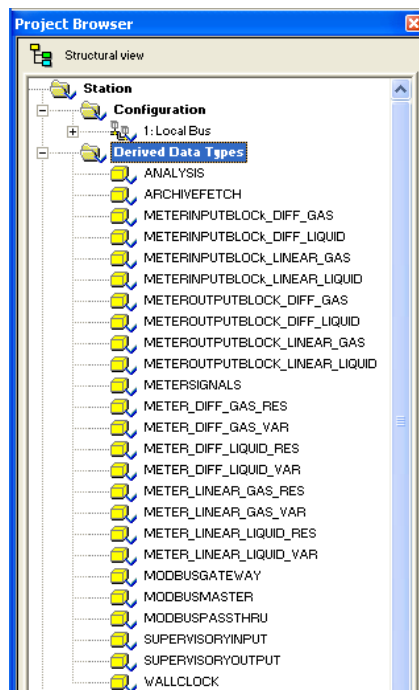 Project Browser
Structural view
Station
Configuration
1: Local Bus
Derived Data Types
ANALYSIS
ARCHIVEFETCH
METERINPUTBLOCk_DIFF_GAS
METERINPUTBLOCk_DIFF_LIQUID
METERINPUTBLOCk_LINEAR_GAS
METERINPUTBLOCk_LINEAR_LIQUID
METEROUTPUTBLOCK_DIFF_GAS
METEROUTPUTBLOCK_DIFF_LIQUID
METEROUTPUTBLOCK_LINEAR_GAS
METEROUTPUTBLOCK_LINEAR_LIQUID
METERSIGNALS
METER_DIFF_GAS_RES
METER_DIFF_GAS_VAR
METER_DIFF_LIQUID_RES
METER_DIFF_LIQUID_VAR
METER_LINEAR_GAS_RES
METER_LINEAR_GAS_VAR
METER_LINEAR_LIQUID_RES
METER_LINEAR_LIQUID_VAR
MODBUSGATEWAY
MODBUSMASTER
MODBUSPASSTHRU
SUPERVISORYINPUT
SUPERVISORYOUTPUT
WALLCLOCK